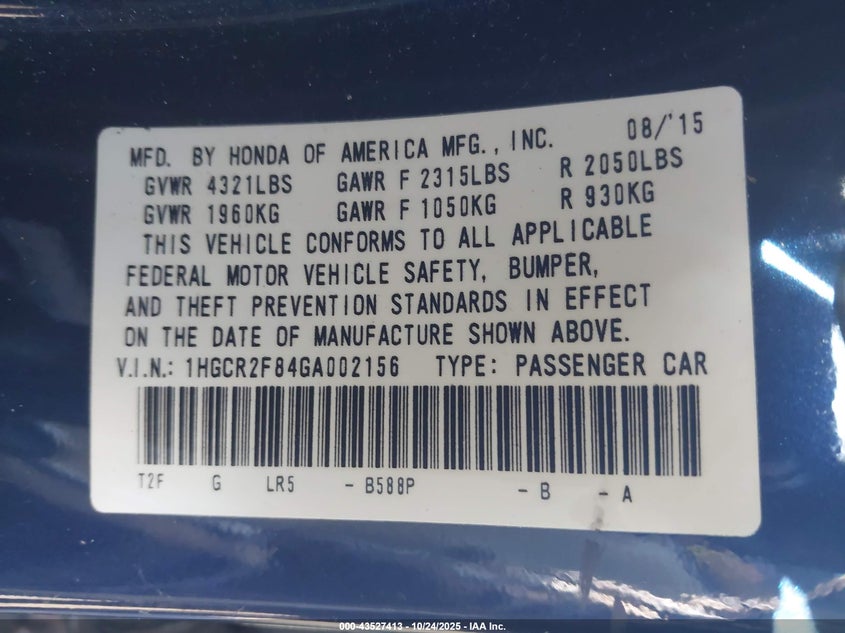 MFD. BY HONDA OF AMERICA MFG., INC. 08/'15
GVWR 4321LBS GAWR F 2315LBS R 2050LBS
GVWR 1960KG GAWR F 1050KG R 930KG
THIS VEHICLE CONFORMS TO ALL APPLICABLE
FEDERAL MOTOR VEHICLE SAFETY, BUMPER,
AND THEFT PREVENTION STANDARDS IN EFFECT
ON THE DATE OF MANUFACTURE SHOWN ABOVE.
V.I.N.: 1HGCR2F84GA002156 TYPE: PASSENGER CAR
T2F G LR5 - B588P - B - A
000-43527413 - 10/24/2025 - IAA Inc.